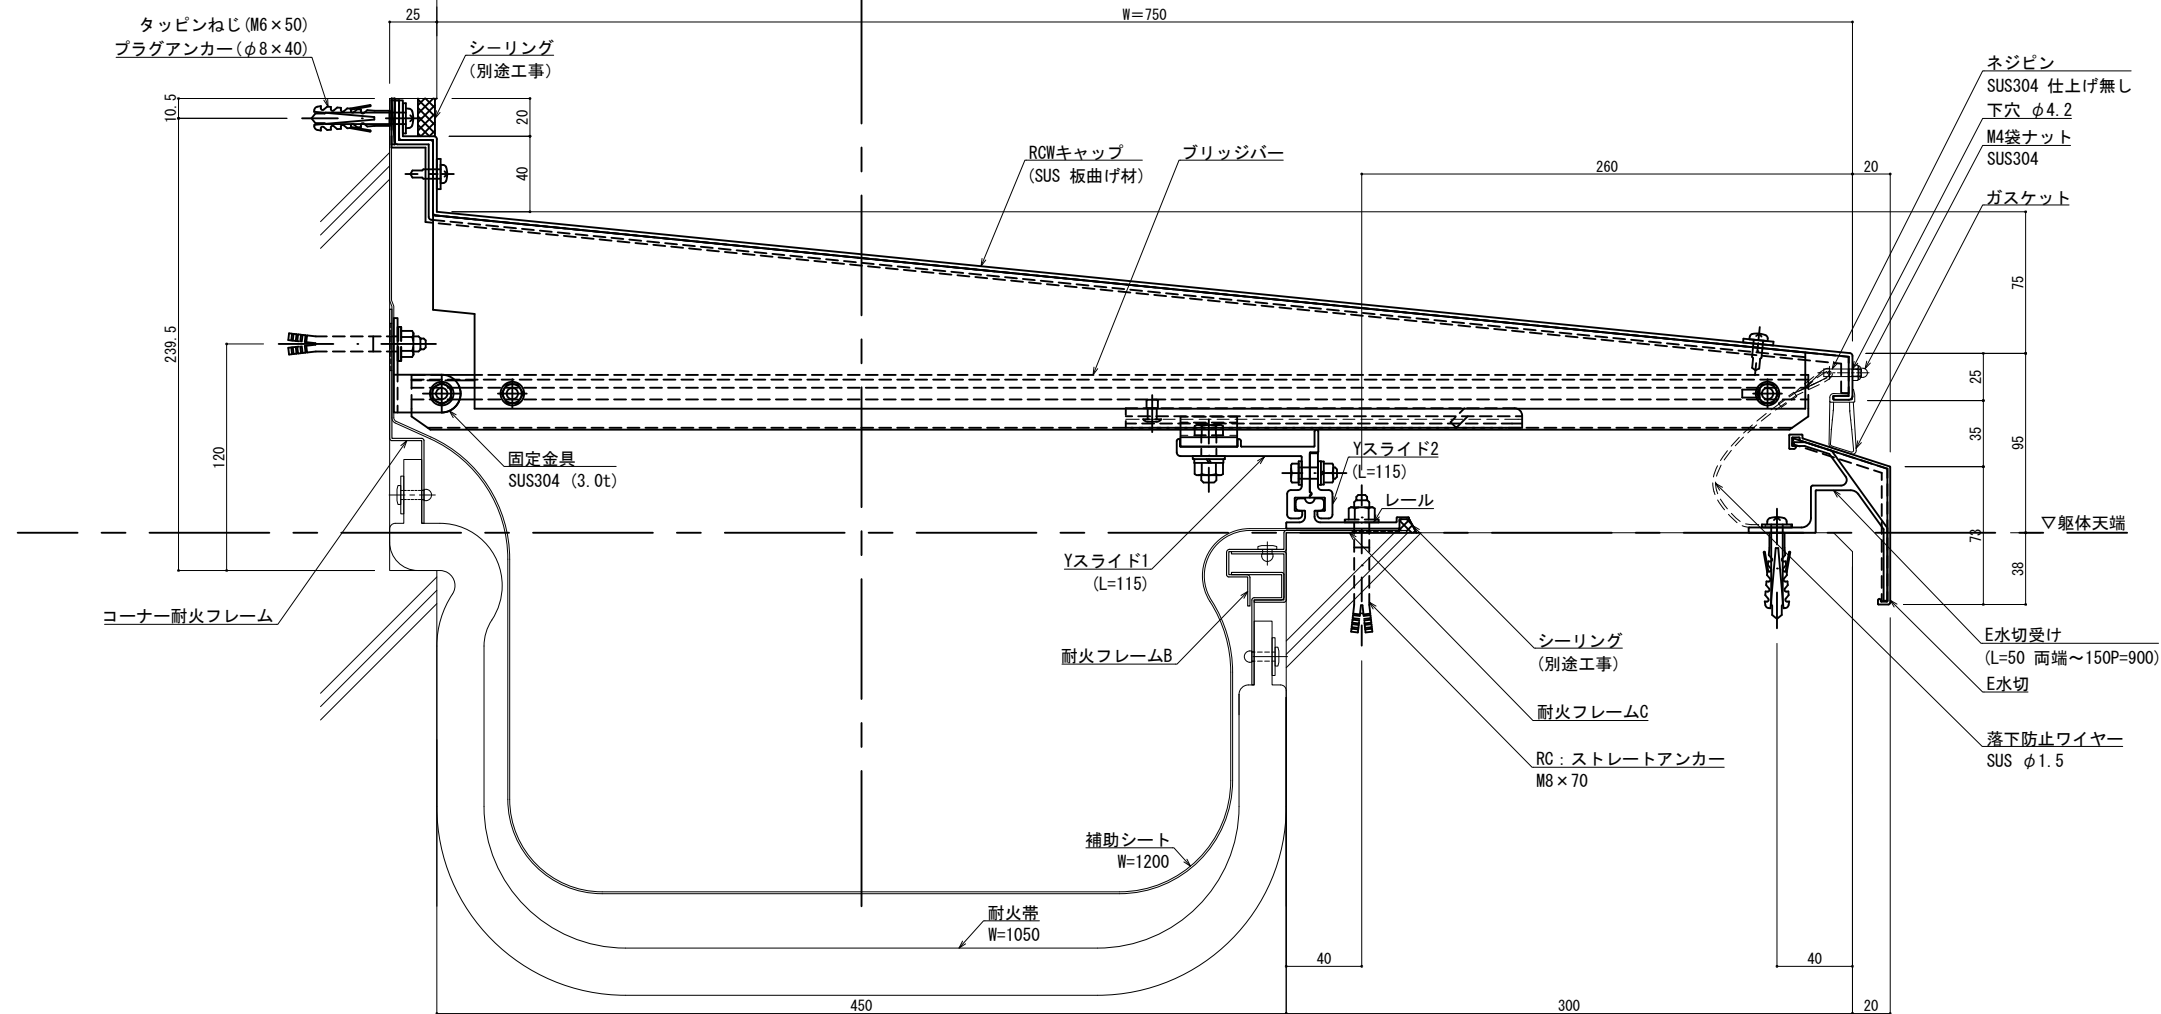 25
W=750
タッピンねじ(M6×50)
プラグアンカー(φ8×40)
シーリング
(別途工事)
ネジピン
SUS304 仕上げ無し
下穴 φ4.2
M4袋ナット
SUS304
ガスケット
10.5
20
40
RCWキャップ
(SUS 板曲げ材)
ブリッジバー
260
20
75
239.5
120
25
35
95
73
38
固定金具
SUS304 (3.0t)
Yスライド2
(L=115)
レール
▽躯体天端
Yスライド1
(L=115)
コーナー耐火フレーム
耐火フレームB
シーリング
(別途工事)
E水切受け
(L=50 両端~150P=900)
E水切
耐火フレームC
落下防止ワイヤー
SUS φ1.5
RC:ストレートアンカー
M8×70
補助シート
W=1200
耐火帯
W=1050
40
40
450
300
20